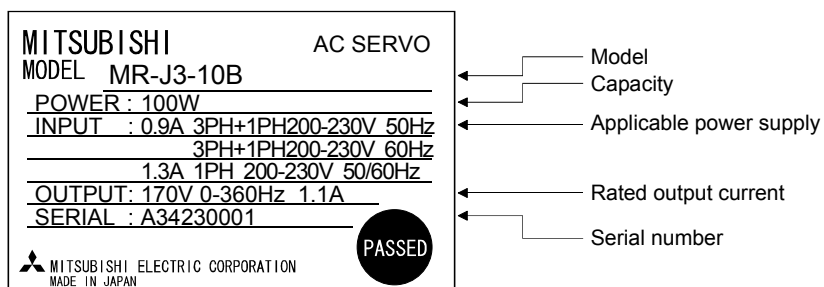 MITSUBISHI AC SERVO
MODEL MR-J3-10B
POWER : 100W
INPUT : 0.9A 3PH+1PH200-230V 50Hz
3PH+1PH200-230V 60Hz
1.3A 1PH 200-230V 50/60Hz
OUTPUT: 170V 0-360Hz 1.1A
SERIAL : A34230001
PASSED
MITSUBISHI ELECTRIC CORPORATION
MADE IN JAPAN
Model
Capacity
Applicable power supply
Rated output current
Serial number